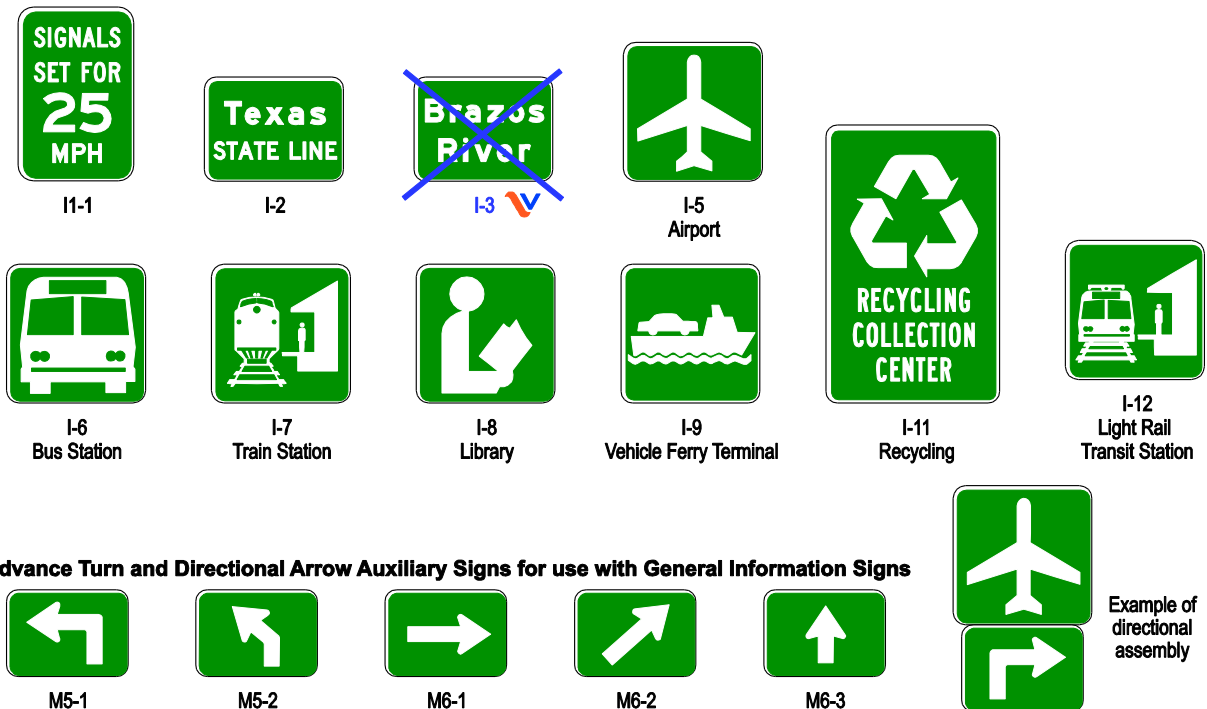 SIGNALS
SET FOR
25
MPH
I1-1
Texas
STATE LINE
I-2
Brazos
River
I-3
I-5
Airport
I-6
Bus Station
I-7
Train Station
I-8
Library
I-9
Vehicle Ferry Terminal
RECYCLING
COLLECTION
CENTER
I-11
Recycling
I-12
Light Rail
Transit Station
dvance Turn and Directional Arrow Auxiliary Signs for use with General Information Signs
M5-1
M5-2
M6-1
M6-2
M6-3
Example of
directional
assembly